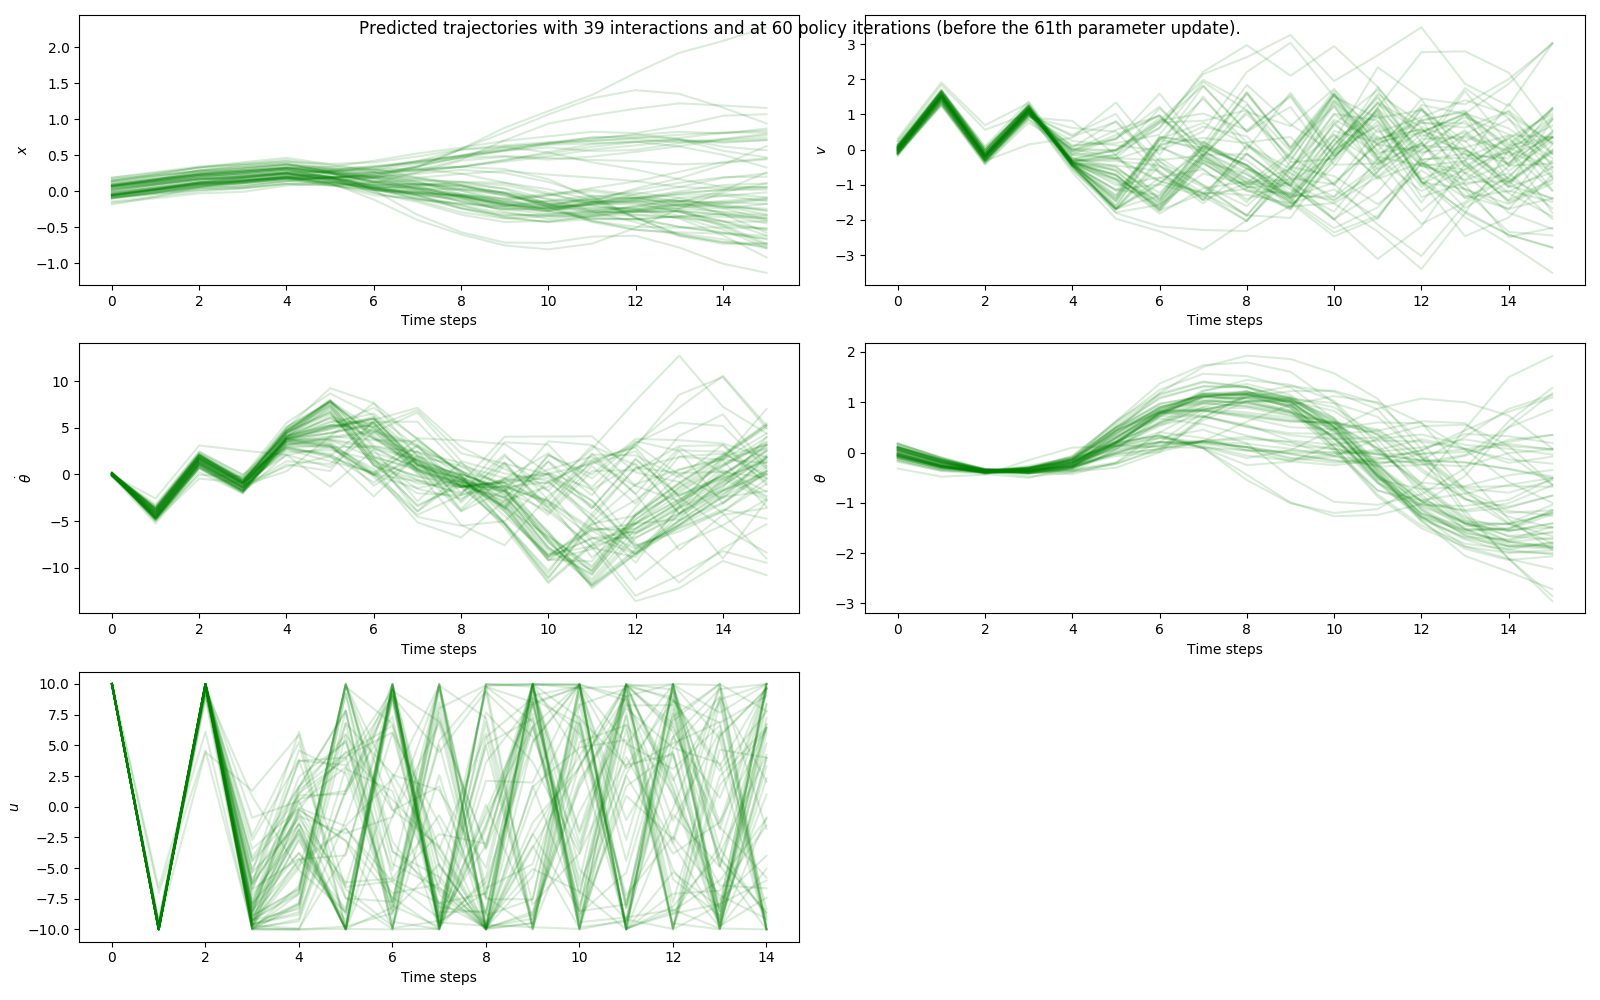 Predicted trajectories with 39 interactions and at 60 policy iterations (before the 61th parameter update).
2.0
1.5
1.0
0.5
0.0
−0.5
−1.0
x
0 2 4 6 8 10 12 14
Time steps
3
2
1
0
−1
−2
−3
v
0 2 4 6 8 10 12 14
Time steps
10
5
0
−5
−10
θ̇
0 2 4 6 8 10 12 14
Time steps
2
1
0
−1
−2
−3
θ
0 2 4 6 8 10 12 14
Time steps
10.0
7.5
5.0
2.5
0.0
−2.5
−5.0
−7.5
−10.0
u
0 2 4 6 8 10 12 14
Time steps